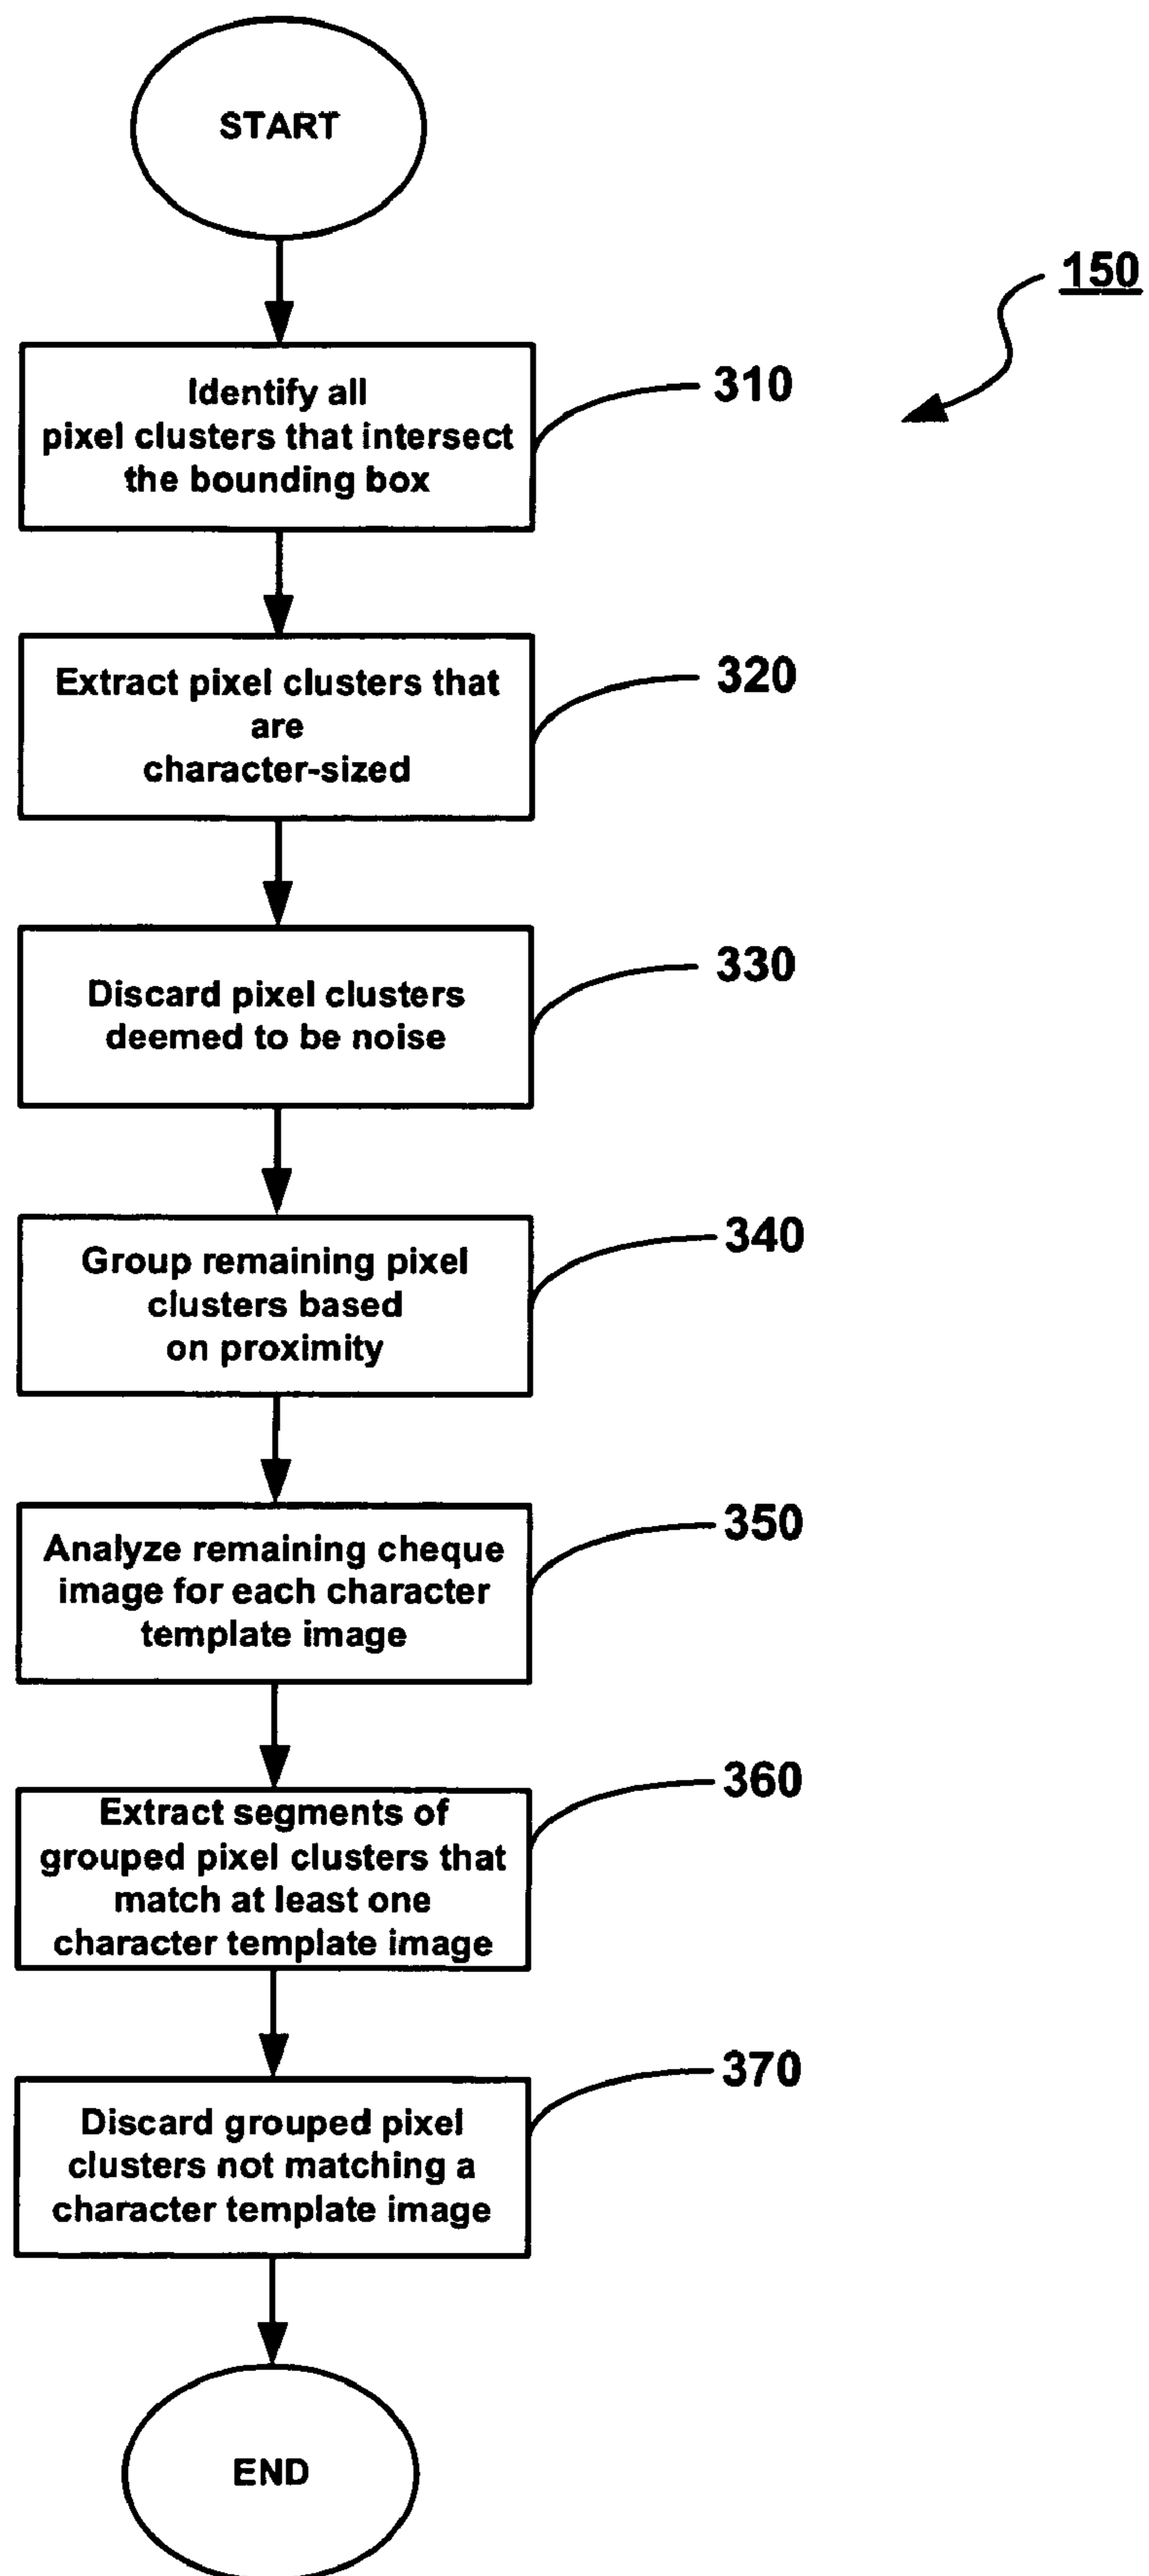 START
150
Identify all
pixel clusters that intersect
the bounding box
310
Extract pixel clusters that
are
character-sized
320
Discard pixel clusters
deemed to be noise
330
Group remaining pixel
clusters based
on proximity
340
Analyze remaining cheque
image for each character
template image
350
Extract segments of
grouped pixel clusters that
match at least one
character template image
360
Discard grouped pixel
clusters not matching a
character template image
370
END